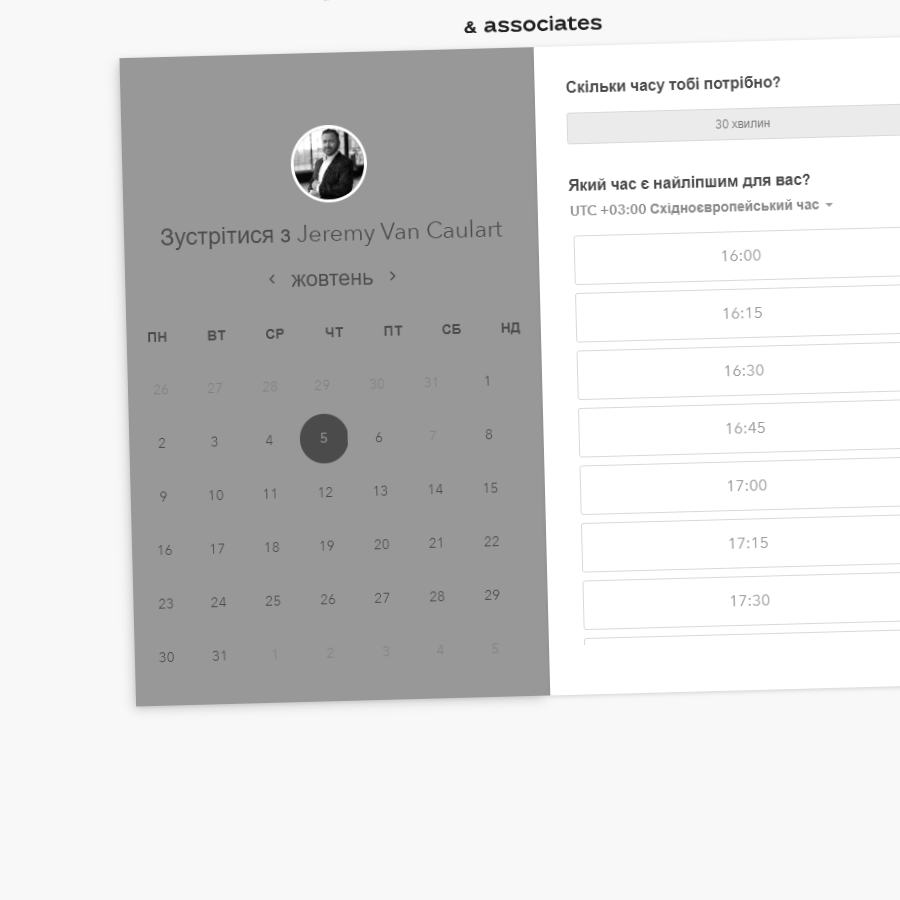 & associates
Зустрітися з Jeremy Van Caulart
жовтень
ПН ВТ СР ЧТ ПТ СБ НД
26 27 28 29 30 31 1
2 3 4 5 6 7 8
9 10 11 12 13 14 15
16 17 18 19 20 21 22
23 24 25 26 27 28 29
30 31 1 2 3 4 5
Скільки часу тобі потрібно?
30 хвилин
Який час є найліпшим для вас?
UTC +03:00 Східноєвропейський час
16:00
16:15
16:30
16:45
17:00
17:15
17:30